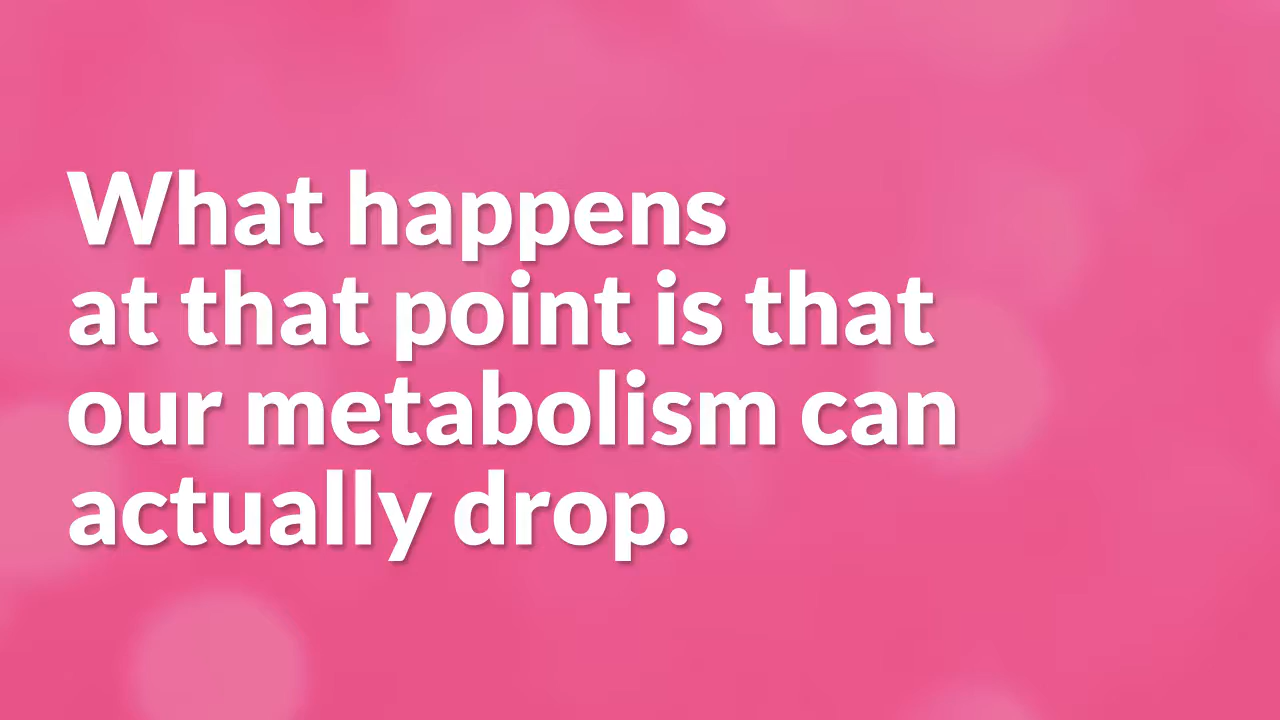 What happens
at that point is that
our metabolism can
actually drop.